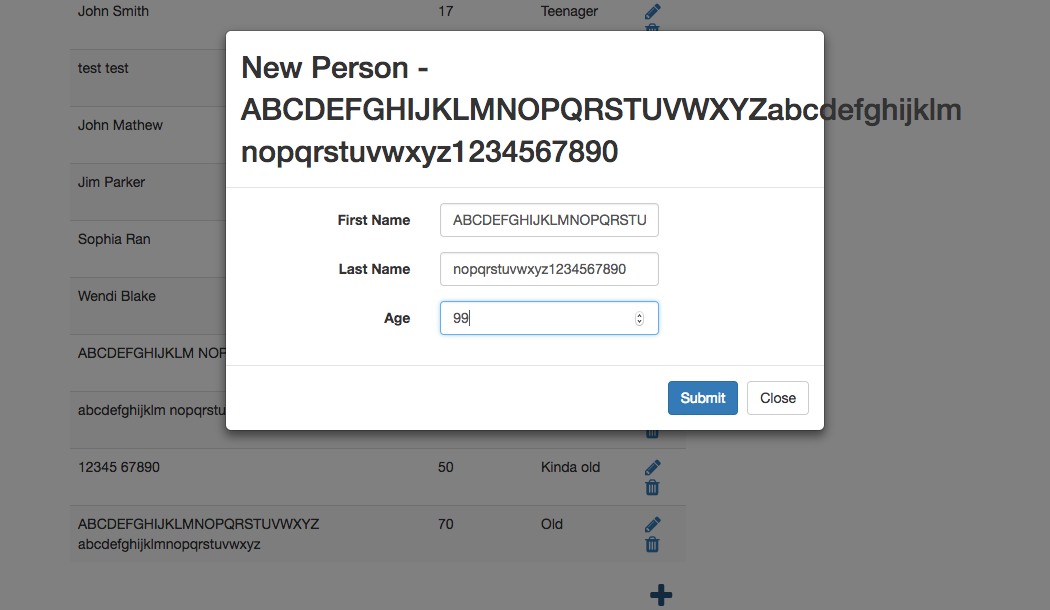 John Smith 17 Teenager
test test
John Mathew
Jim Parker
Sophia Ran
Wendi Blake
ABCDEFGHIJKLM NOP
abcdefghijklm nopqrstu
12345 67890 50 Kinda old
ABCDEFGHIJKLMNOPQRSTUVWXYZ 70 Old
abcdefghijklmnopqrstuvwxyz
New Person -
ABCDEFGHIJKLMNOPQRSTUVWXYZabcdefghijklm
nopqrstuvwxyz1234567890
First Name ABCDEFGHIJKLMNOPQRSTU
Last Name nopqrstuvwxyz1234567890
Age 99
Submit Close